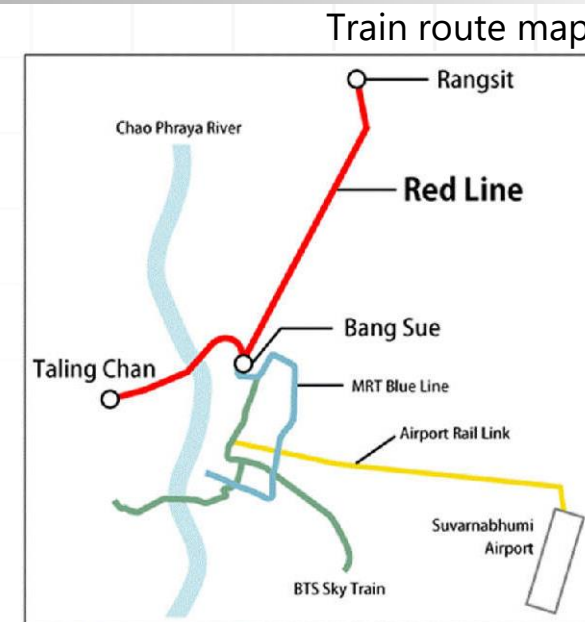 Train route map
Rangsit
Chao Phraya River
Red Line
Bang Sue
Taling Chan
MRT Blue Line
Airport Rail Link
Suvarnabhumi
Airport
BTS Sky Train